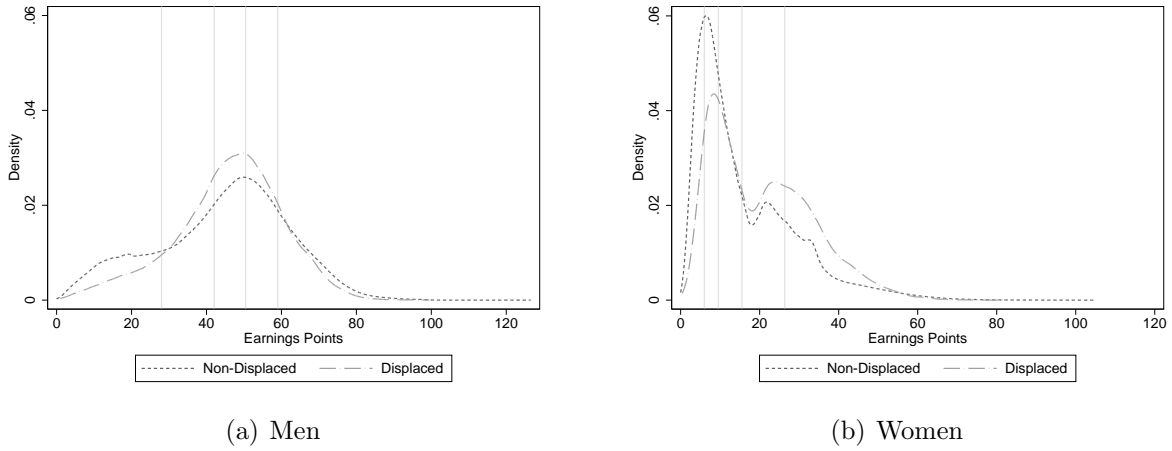 .06
.04
.02
0
Density
0 20 40 60 80 100 120
Earnings Points
Non-Displaced Displaced
(a) Men
.06
.04
.02
0
Density
0 20 40 60 80 100 120
Earnings Points
Non-Displaced Displaced
(b) Women